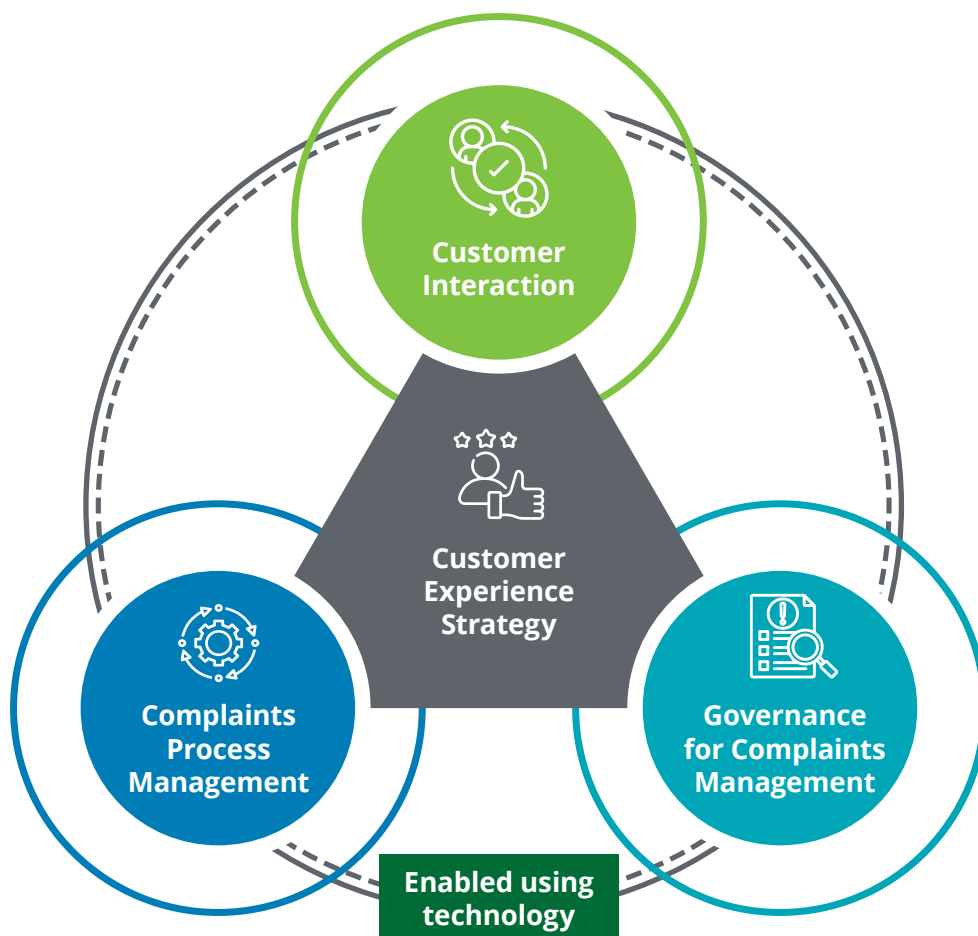 Customer
Interaction
Customer
Experience
Strategy
Complaints
Process
Management
Governance
for Complaints
Management
Enabled using
technology